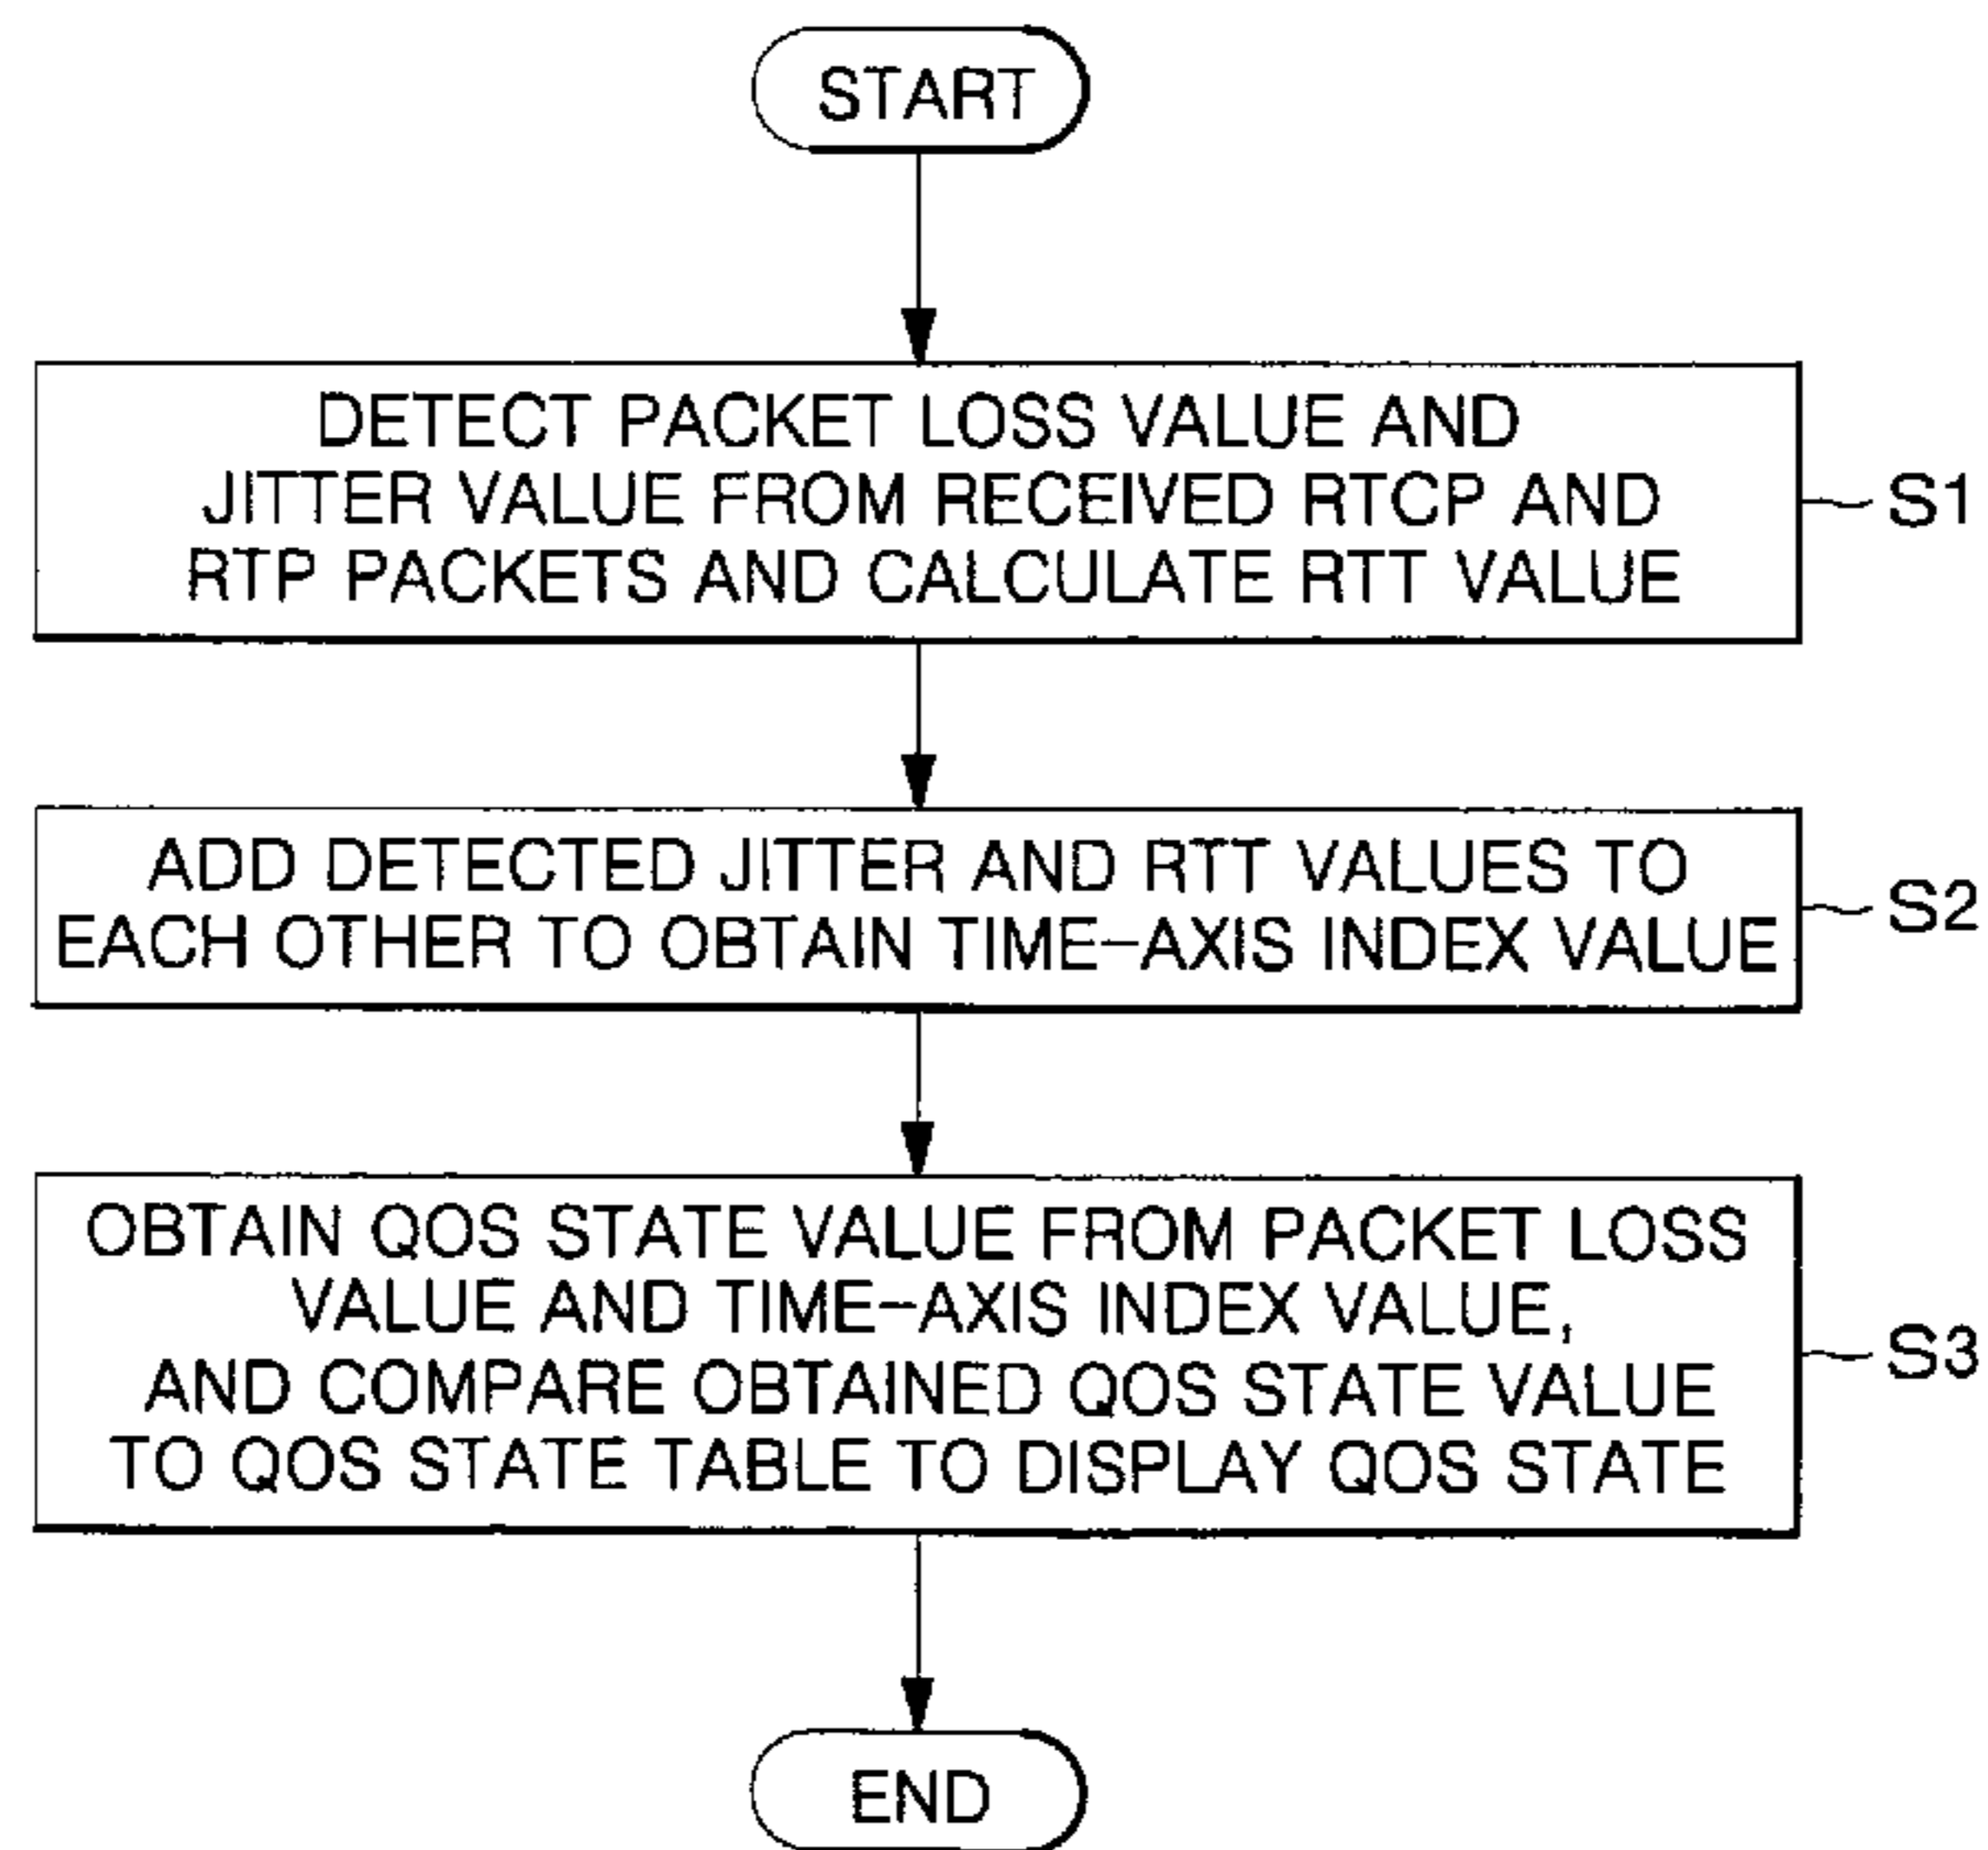 START
DETECT PACKET LOSS VALUE AND
JITTER VALUE FROM RECEIVED RTCP AND
RTP PACKETS AND CALCULATE RTT VALUE
S1
ADD DETECTED JITTER AND RTT VALUES TO
EACH OTHER TO OBTAIN TIME-AXIS INDEX VALUE
S2
OBTAIN QOS STATE VALUE FROM PACKET LOSS
VALUE AND TIME-AXIS INDEX VALUE,
AND COMPARE OBTAINED QOS STATE VALUE
TO QOS STATE TABLE TO DISPLAY QOS STATE
S3
END